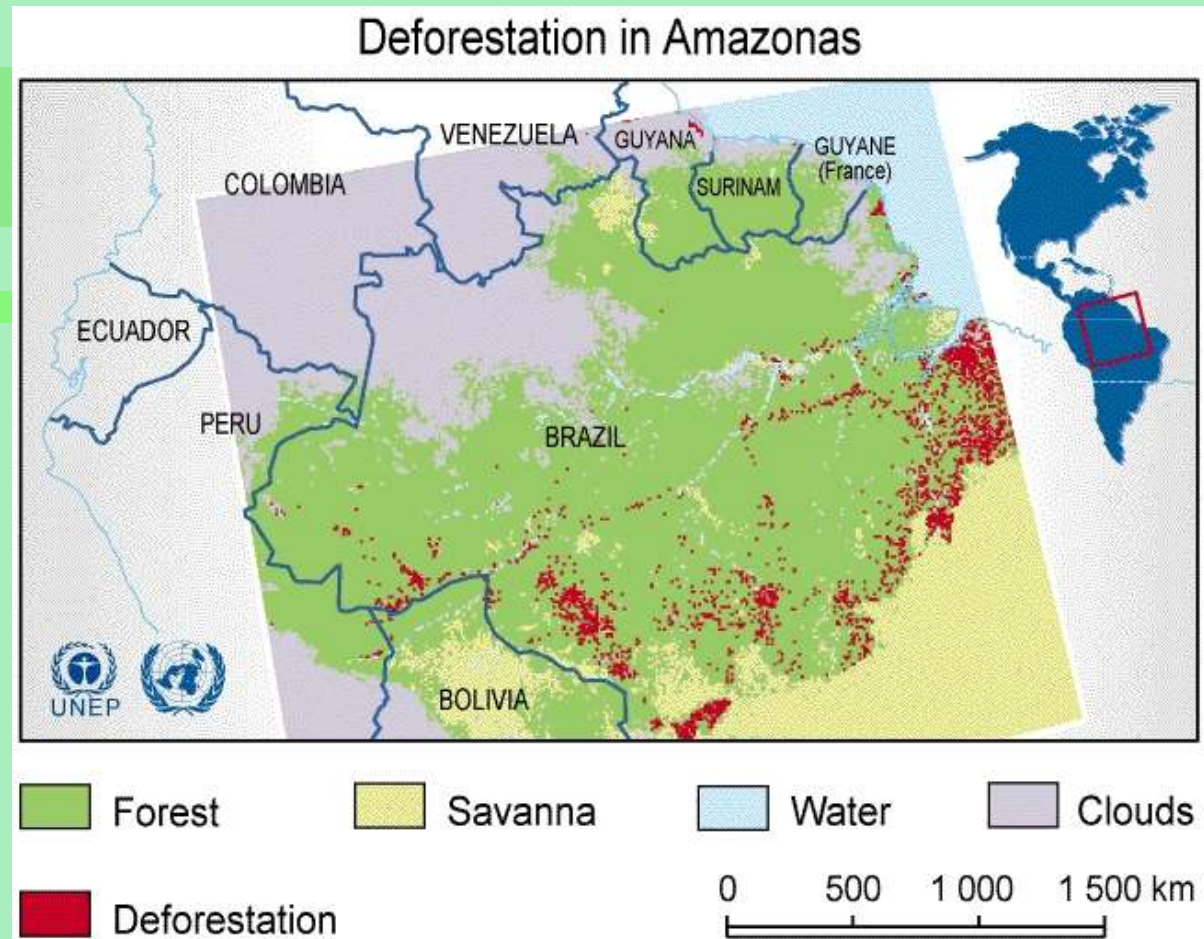 Deforestation in Amazonas
VENEZUELA
GUYANA
GUYANE
(France)
COLOMBIA
SURINAM
ECUADOR
PERU
BRAZIL
BOLIVIA
UNEP
Forest
Savanna
Water
Clouds
Deforestation
0 500 1 000 1 500 km